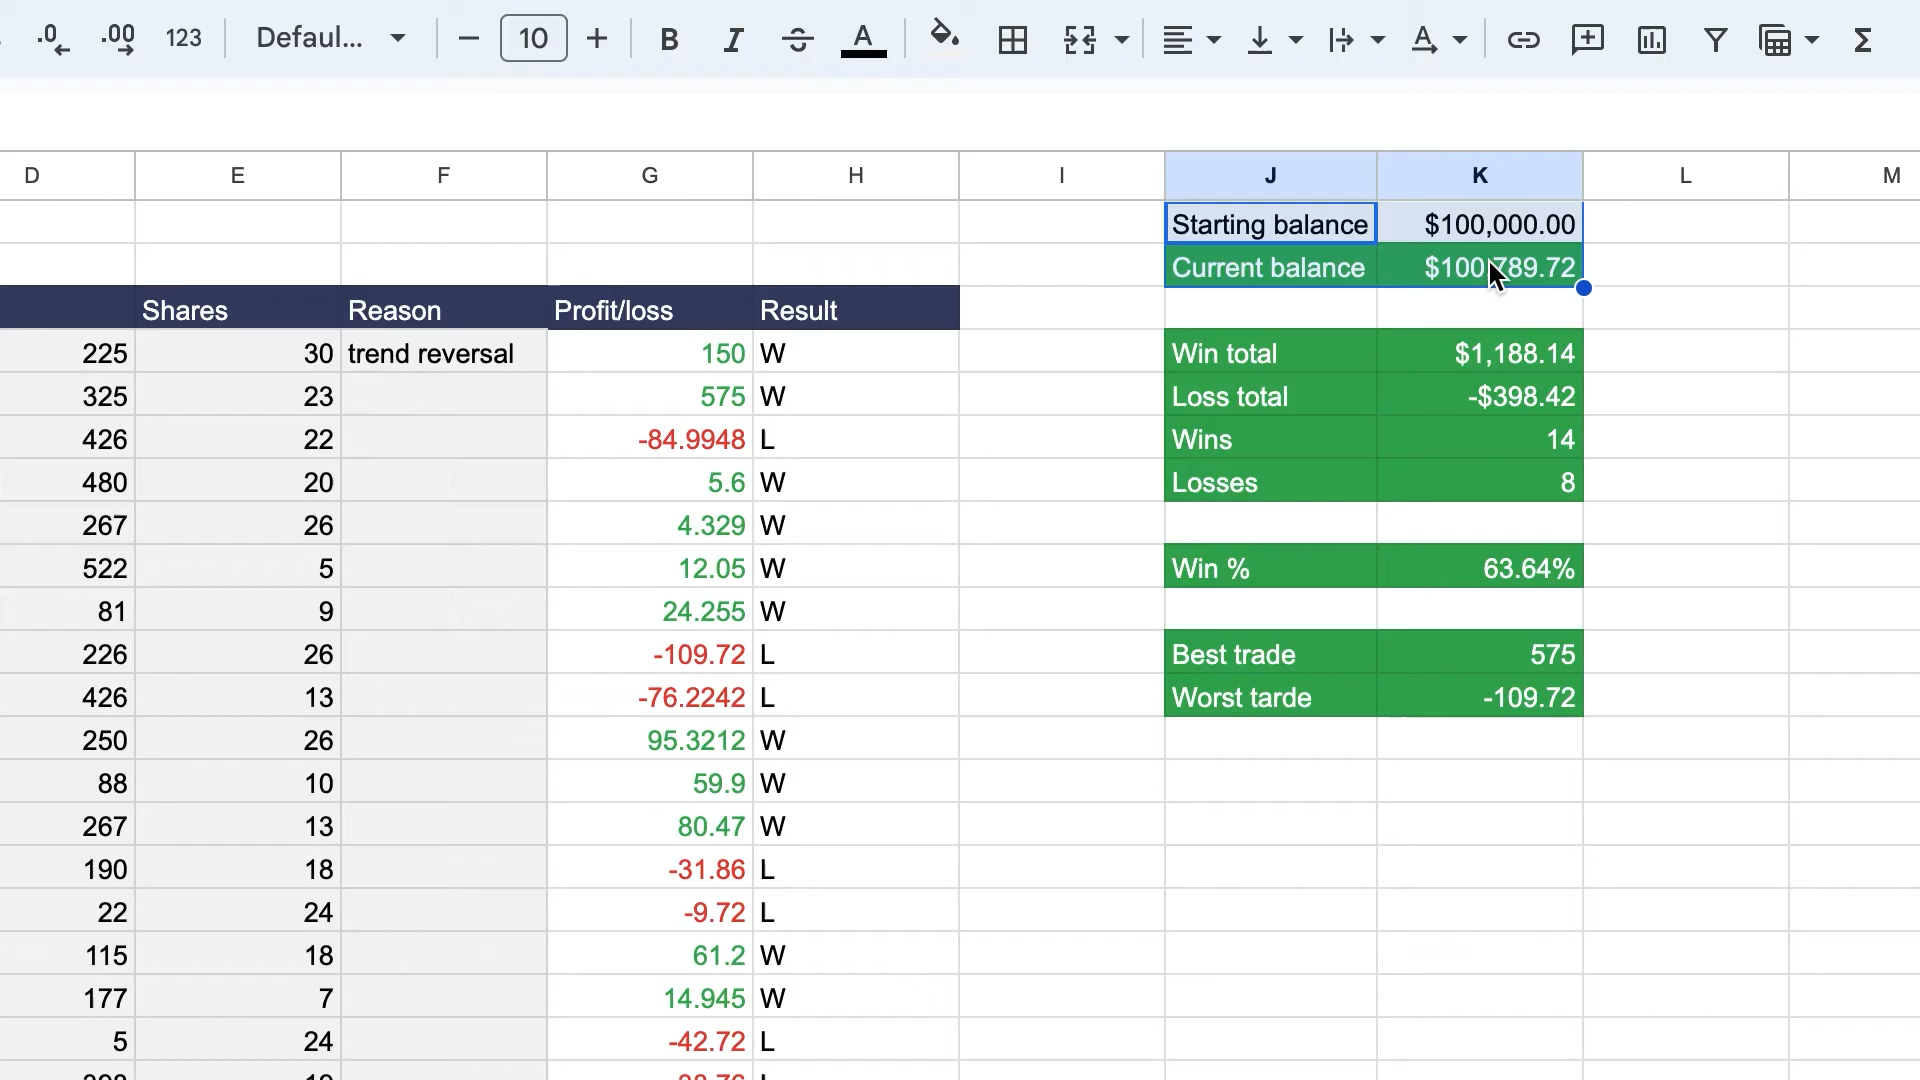 .0 .00 123 Defaul... 10 B I A A
D E F G H I J K L M
Starting balance $100,000.00
Current balance $100,789.72
Shares Reason Profit/loss Result
225 30 trend reversal 150 W Win total $1,188.14
325 23 575 W Loss total -$398.42
426 22 -84.9948 L Wins 14
480 20 5.6 W Losses 8
267 26 4.329 W
522 5 12.05 W Win % 63.64%
81 9 24.255 W
226 26 -109.72 L Best trade 575
426 13 -76.2242 L Worst tarde -109.72
250 26 95.3212 W
88 10 59.9 W
267 13 80.47 W
190 18 -31.86 L
22 24 -9.72 L
115 18 61.2 W
177 7 14.945 W
5 24 -42.72 L